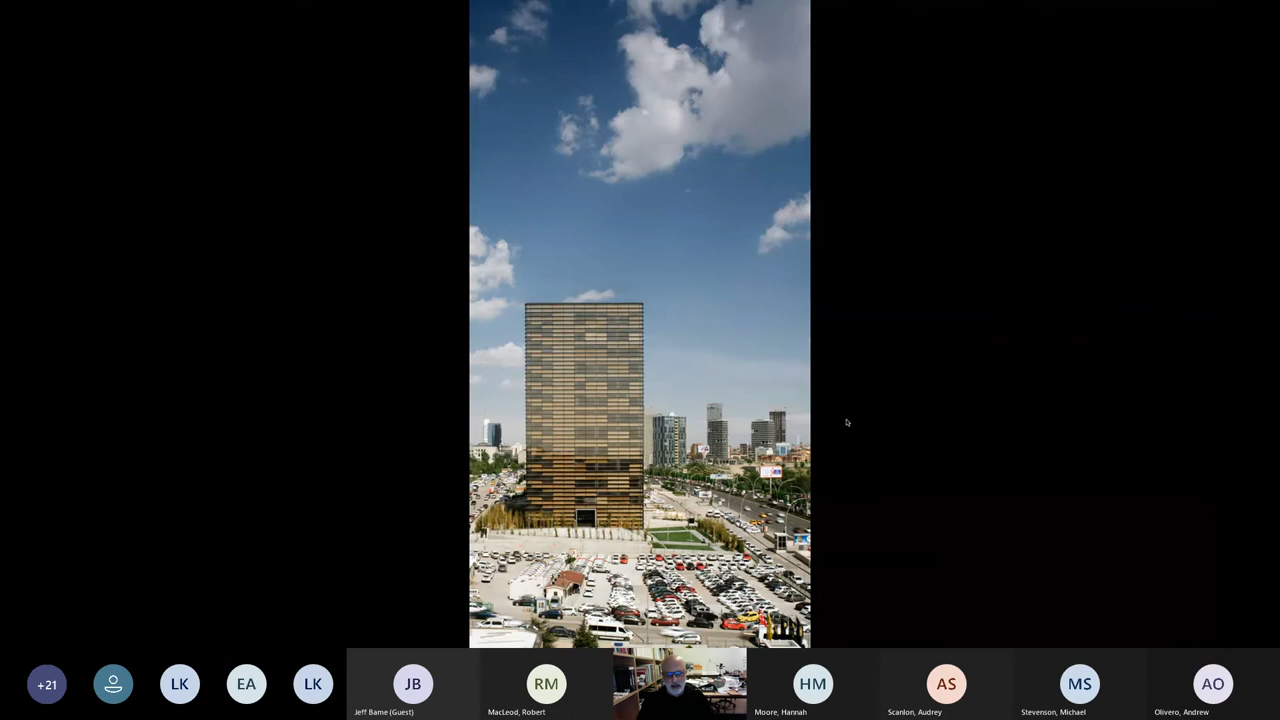 +21
LK
EA
LK
JB
RM
HM
AS
MS
AO
Jeff Bame (Guest)
MacLeod, Robert
Moore, Hannah
Scanlon, Audrey
Stevenson, Michael
Olivero, Andrew